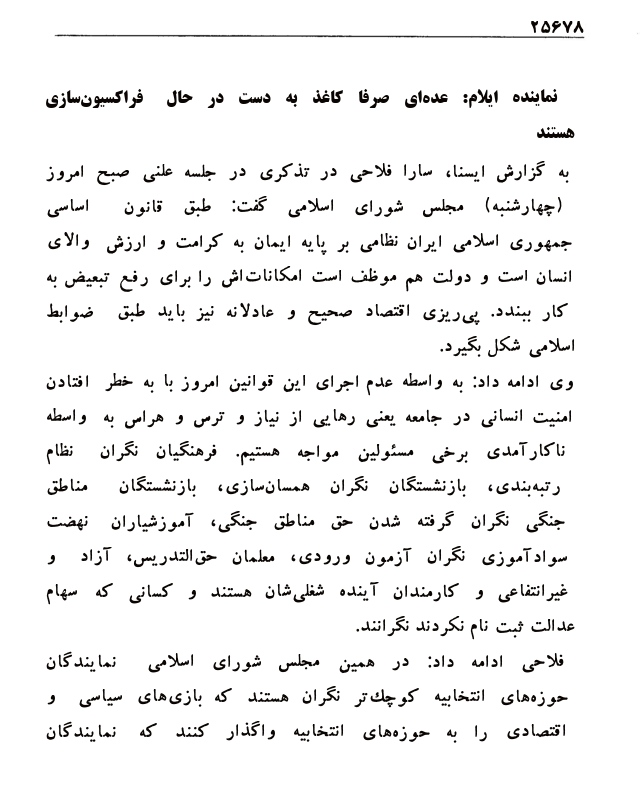 ۲۵۶۷۸
نماینده ایلام: عده‌ای صرفا کاغذ به دست در حال فراکسیون‌سازی
هستند
به گزارش ایسنا، سارا فلاحی در تذکری در جلسه علنی صبح امروز
(چهارشنبه) مجلس شورای اسلامی گفت: طبق قانون اساسی
جمهوری اسلامی ایران نظامی بر پایه ایمان به کرامت و ارزش والای
انسان است و دولت هم موظف است امکانات‌اش را برای رفع تبعیض به
کار ببندد. پی‌ریزی اقتصاد صحیح و عادلانه نیز باید طبق ضوابط
اسلامی شکل بگیرد.
وی ادامه داد: به واسطه عدم اجرای این قوانین امروز با به خطر افتادن
امنیت انسانی در جامعه یعنی رهایی از نیاز و ترس و هراس به واسطه
ناکارآمدی برخی مسئولین مواجه هستیم. فرهنگیان نگران نظام
رتبه‌بندی، بازنشستگان نگران همسان‌سازی، بازنشستگان مناطق
جنگی نگران گرفته شدن حق مناطق جنگی، آموزشیاران نهضت
سوادآموزی نگران آزمون ورودی، معلمان حق‌التدریس، آزاد و
غیرانتفاعی و کارمندان آینده شغلی‌شان هستند و کسانی که سهام
عدالت ثبت نام نکردند نگرانند.
فلاحی ادامه داد: در همین مجلس شورای اسلامی نمایندگان
حوزه‌های انتخابیه کوچك‌تر نگران هستند که بازی‌های سیاسی و
اقتصادی را به حوزه‌های انتخابیه واگذار کنند که نمایندگان